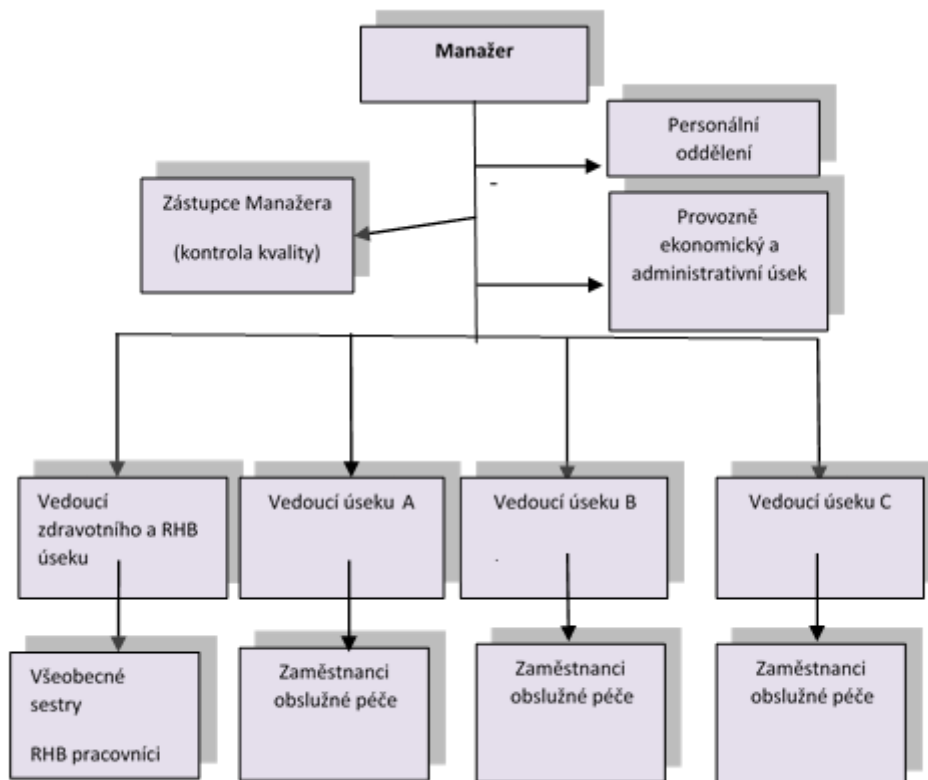 Manažer
Personální
oddělení
Zástupce Manažera
(kontrola kvality)
Provozně
ekonomický a
administrativní úsek
Vedoucí
zdravotního a RHB
úseku
Vedoucí úseku A
Vedoucí úseku B
Vedoucí úseku C
Všeobecné
sestry
RHB pracovníci
Zaměstnanci
obslužné péče
Zaměstnanci
obslužné péče
Zaměstnanci
obslužné péče